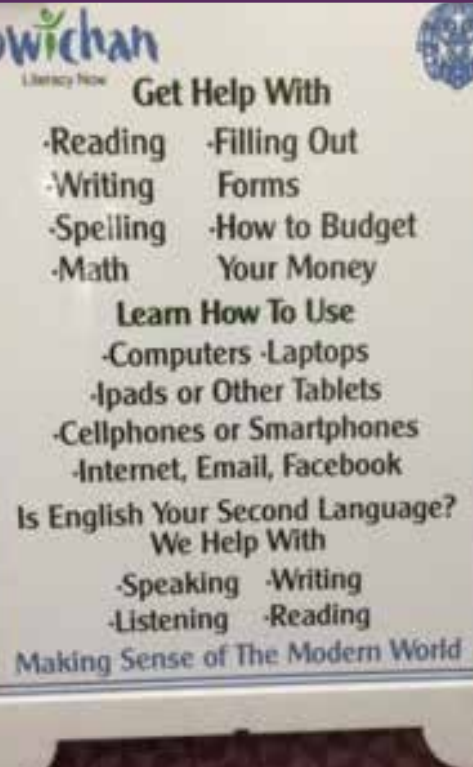 owichan
Literacy Now
Get Help With
·Reading ·Filling Out
·Writing Forms
·Spelling ·How to Budget
·Math Your Money
Learn How To Use
·Computers ·Laptops
·Ipads or Other Tablets
·Cellphones or Smartphones
·Internet, Email, Facebook
Is English Your Second Language?
We Help With
·Speaking ·Writing
·Listening ·Reading
Making Sense of The Modern World